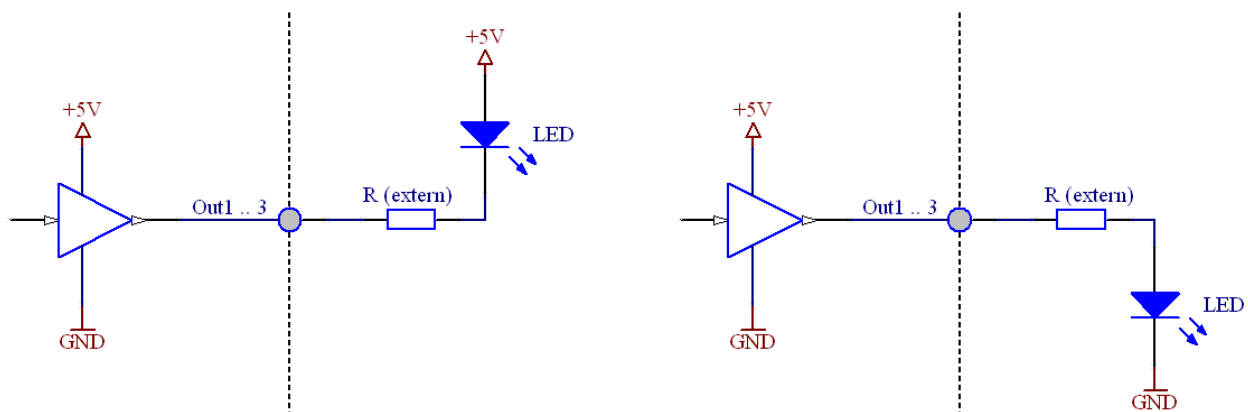 +5V
+5V
LED
R (extern)
Out1 .. 3
GND
+5V
R (extern)
Out1 .. 3
LED
GND
GND